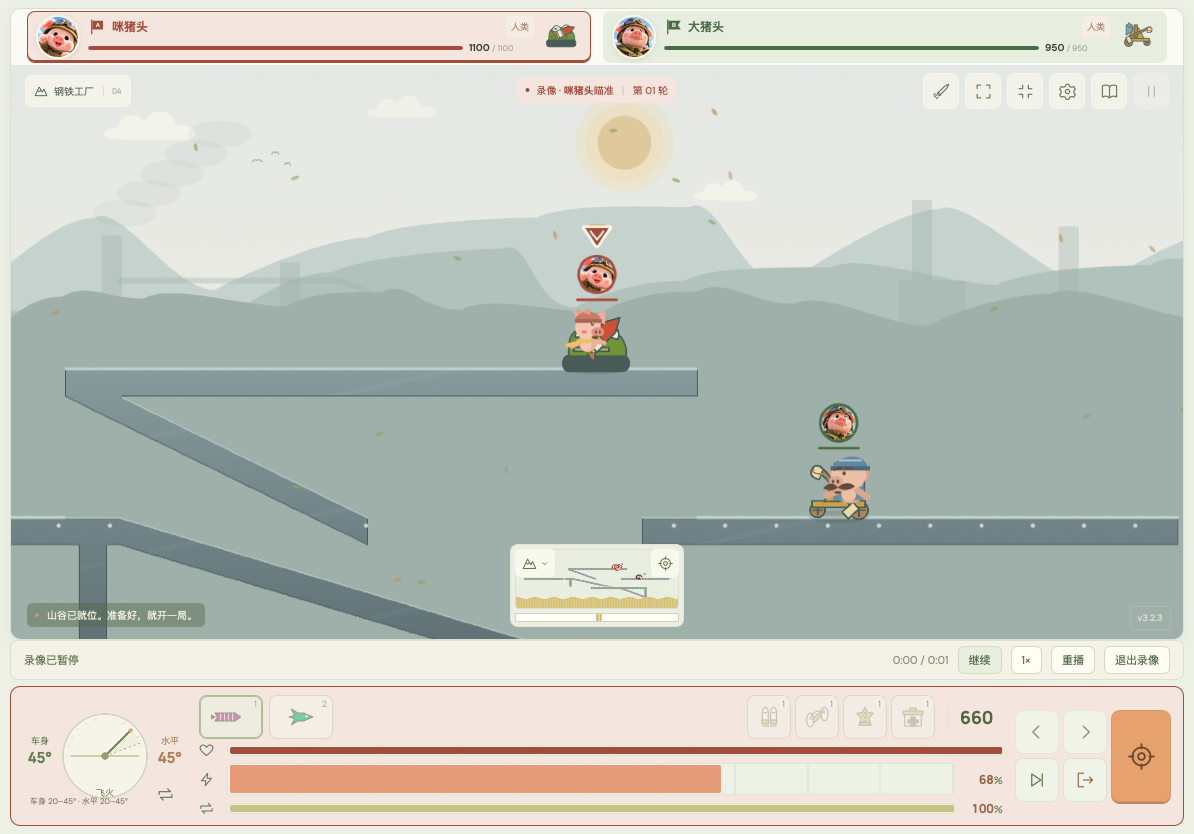 咪猪头
人类
1100 / 1100
大猪头
人类
950 / 950
钢铁工厂 04
录像 · 咪猪头瞄准 第 01 轮
山谷已就位。准备好，就开一局。
v3.2.3
录像已暂停
0:00 / 0:01
继续
1×
重播
退出录像
车身
45°
水平
45°
飞火
车身 20–45° · 水平 20–45°
1
2
1
1
1
1
660
68%
100%